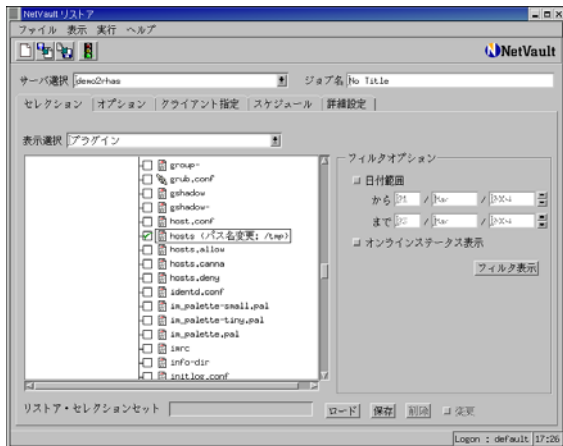 NetVault リストア
ファイル 表示 実行 ヘルプ
NetVault
サーバ選択 demo2rhas
ジョブ名 No Title
セレクション オプション クライアント指定 スケジュール 詳細設定
表示選択 プラグイン
group-
grub.conf
gshadow
gshadow-
host.conf
hosts (パス名変更: /tmp)
hosts.allow
hosts.canna
hosts.deny
identd.conf
im_palette-small.pal
im_palette-tiny.pal
im_palette.pal
imrc
info-dir
initlog.conf
フィルタオプション
日付範囲
から / Mar /
まで / Mar /
オンラインステータス表示
フィルタ表示
リストア・セレクションセット
ロード 保存 削除 変更
Logon : default 17:26